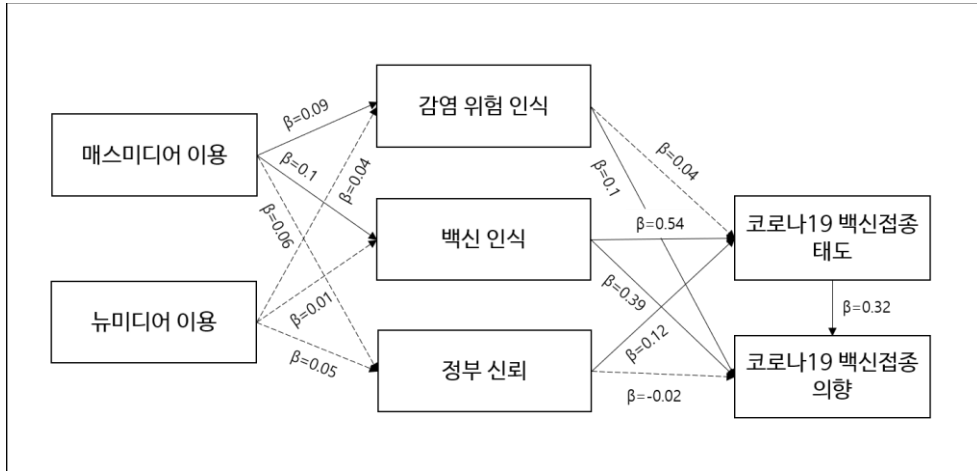 감염 위험 인식
β=0.09
매스미디어 이용
β=0.04
β=0.04
β=0.1
β=0.1
β=0.06
백신 인식
β=0.54
코로나19 백신접종
태도
β=0.01
β=0.39
뉴미디어 이용
β=0.32
β=0.05
정부 신뢰
β=0.12
코로나19 백신접종
의향
β=-0.02